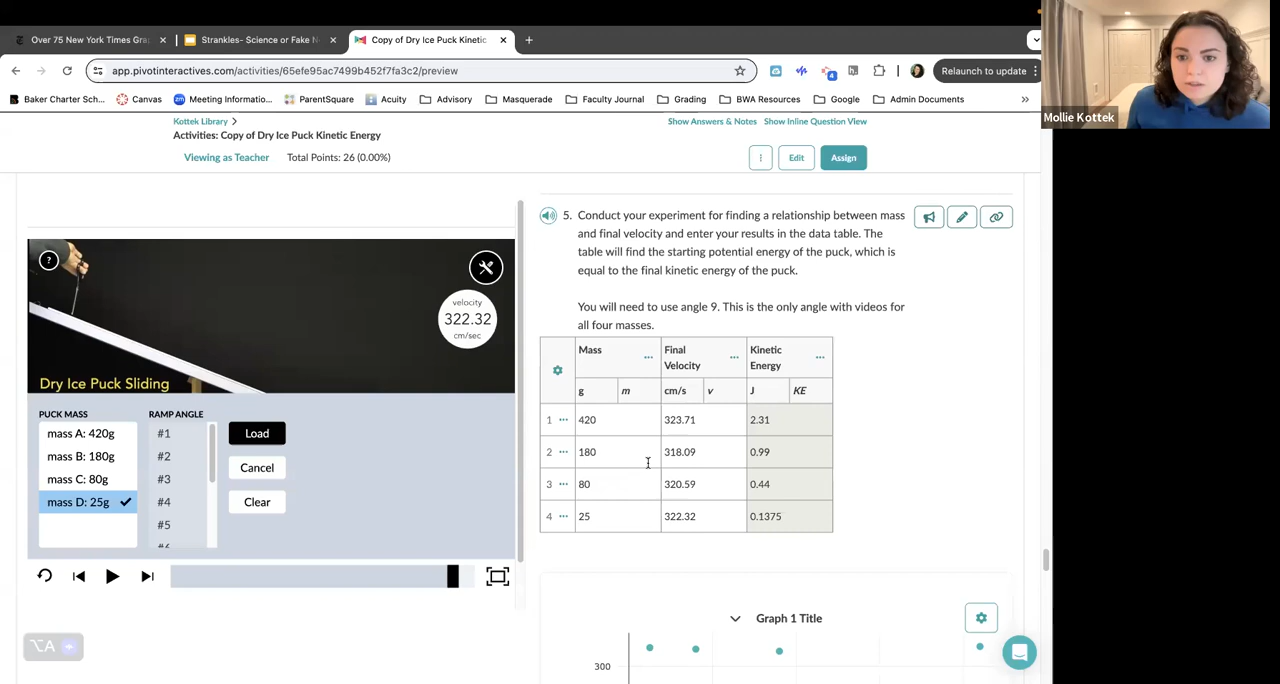 Over 75 New York Times Gra
Strankles- Science or Fake N
Copy of Dry Ice Puck Kinetic
app.pivotinteractives.com/activities/65efe95ac7499b452f7fa3c2/preview
4
Relaunch to update
Baker Charter Sch...
Canvas
Meeting Informatio...
ParentSquare
Acuity
Advisory
Masquerade
Faculty Journal
Grading
BWA Resources
Google
Admin Documents
Mollie Kottek
Kottek Library
Show Answers & Notes
Show Inline Question View
Activities: Copy of Dry Ice Puck Kinetic Energy
Viewing as Teacher
Total Points: 26 (0.00%)
Edit
Assign
?
velocity
322.32
cm/sec
Dry Ice Puck Sliding
PUCK MASS
mass A: 420g
mass B: 180g
mass C: 80g
mass D: 25g
RAMP ANGLE
#1
#2
#3
#4
#5
Load
Cancel
Clear
5. Conduct your experiment for finding a relationship between mass
and final velocity and enter your results in the data table. The
table will find the starting potential energy of the puck, which is
equal to the final kinetic energy of the puck.
You will need to use angle 9. This is the only angle with videos for
all four masses.
Mass
Final
Velocity
Kinetic
Energy
g m cm/s v J KE
1 420 323.71 2.31
2 180 318.09 0.99
3 80 320.59 0.44
4 25 322.32 0.1375
Graph 1 Title
300
⌥A